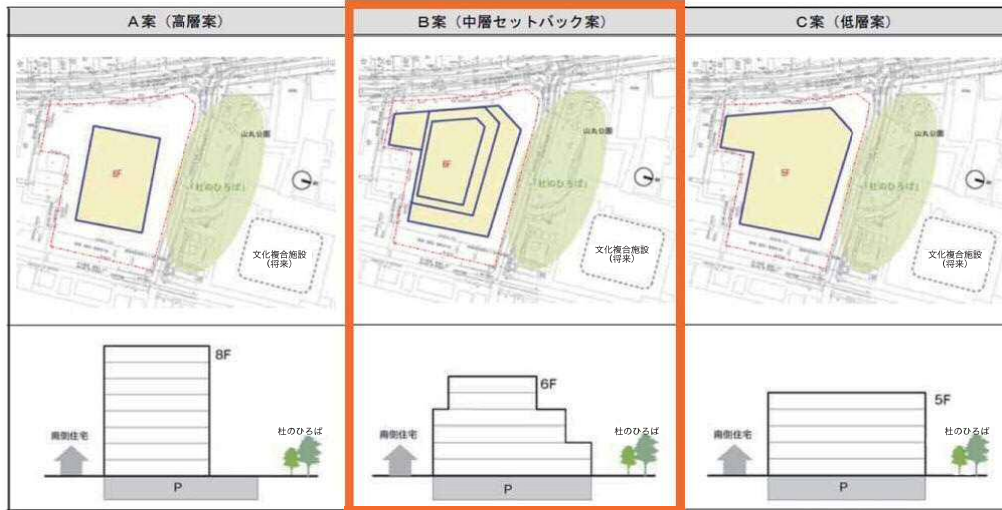 A案（高層案）
B案（中層セットバック案）
C案（低層案）
8F
山丸公園
「杜のひろば」
文化複合施設
（将来）
6F
山丸公園
「杜のひろば」
文化複合施設
（将来）
5F
山丸公園
「杜のひろば」
文化複合施設
（将来）
8F
南側住宅
杜のひろば
P
6F
南側住宅
杜のひろば
P
5F
南側住宅
杜のひろば
P